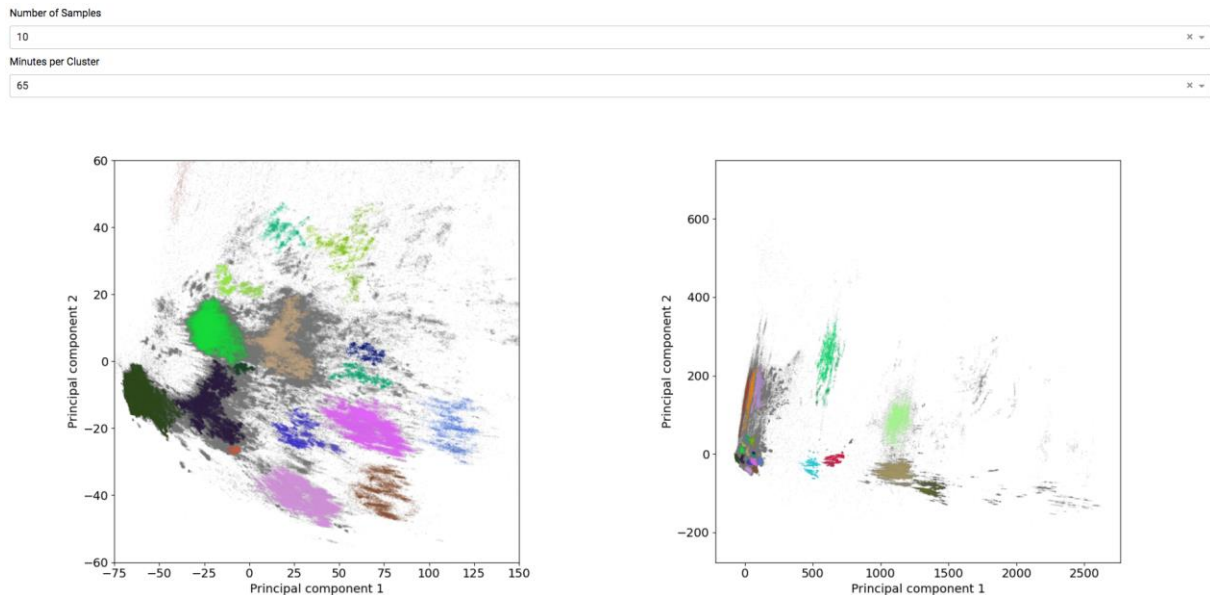 Number of Samples
10 ×
Minutes per Cluster
65 ×
60
40
20
0
−20
−40
−60
Principal component 2
−75 −50 −25 0 25 50 75 100 125 150
Principal component 1
600
400
200
0
−200
Principal component 2
0 500 1000 1500 2000 2500
Principal component 1